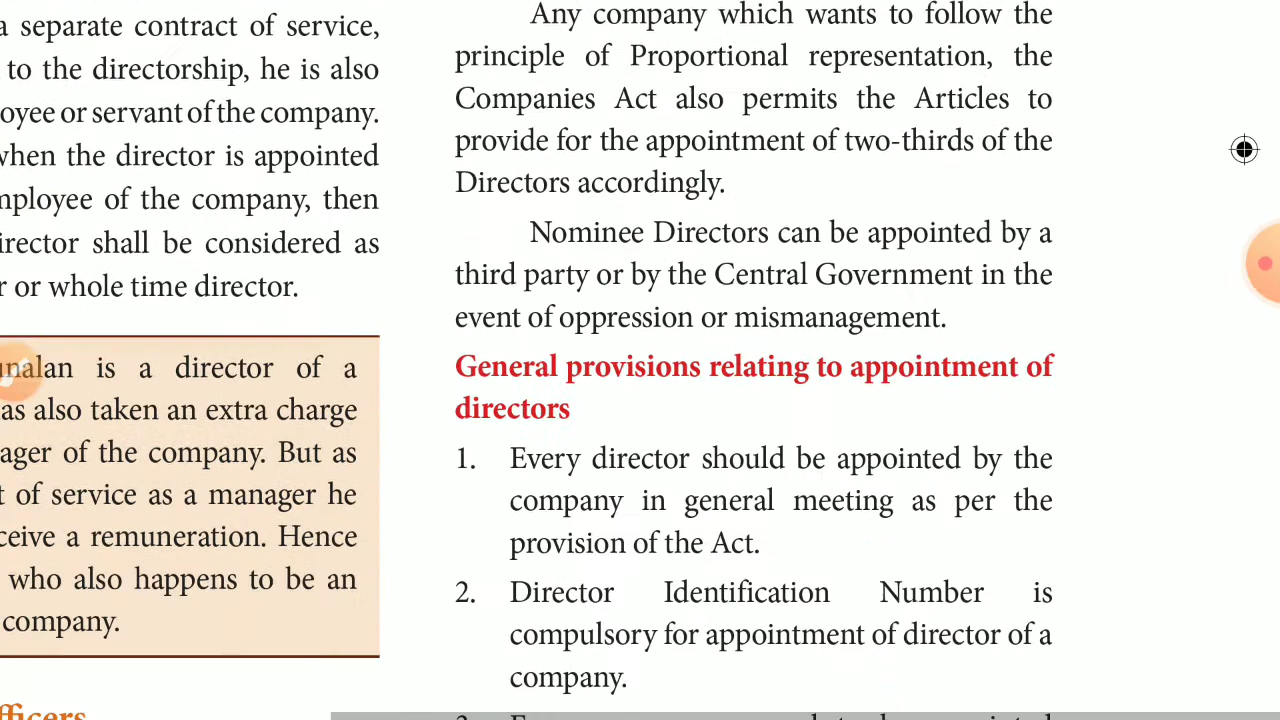 a separate contract of service,
to the directorship, he is also
oyee or servant of the company.
when the director is appointed
mployee of the company, then
irector shall be considered as
r or whole time director.
unalan is a director of a
as also taken an extra charge
ager of the company. But as
t of service as a manager he
ceive a remuneration. Hence
who also happens to be an
company.
fficers
Any company which wants to follow the
principle of Proportional representation, the
Companies Act also permits the Articles to
provide for the appointment of two-thirds of the
Directors accordingly.
Nominee Directors can be appointed by a
third party or by the Central Government in the
event of oppression or mismanagement.
General provisions relating to appointment of
directors
1. Every director should be appointed by the
company in general meeting as per the
provision of the Act.
2. Director Identification Number is
compulsory for appointment of director of a
company.